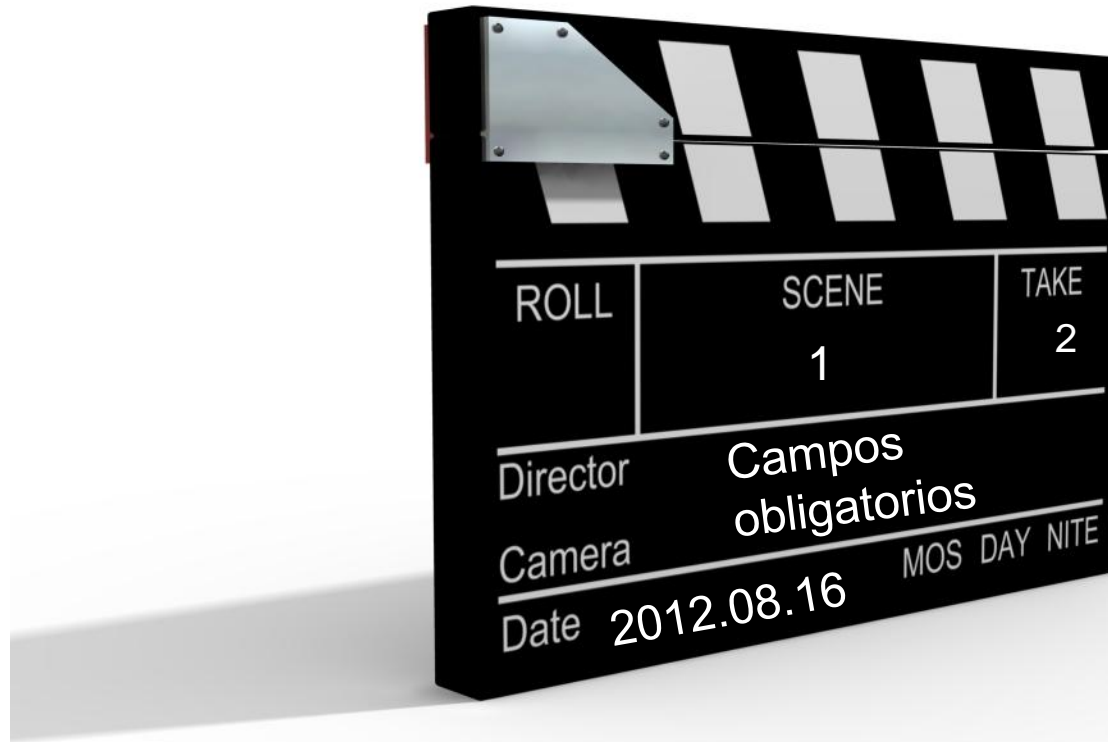 ROLL SCENE TAKE
1 2
Director Campos
obligatorios
Camera
MOS DAY NITE
Date 2012.08.16